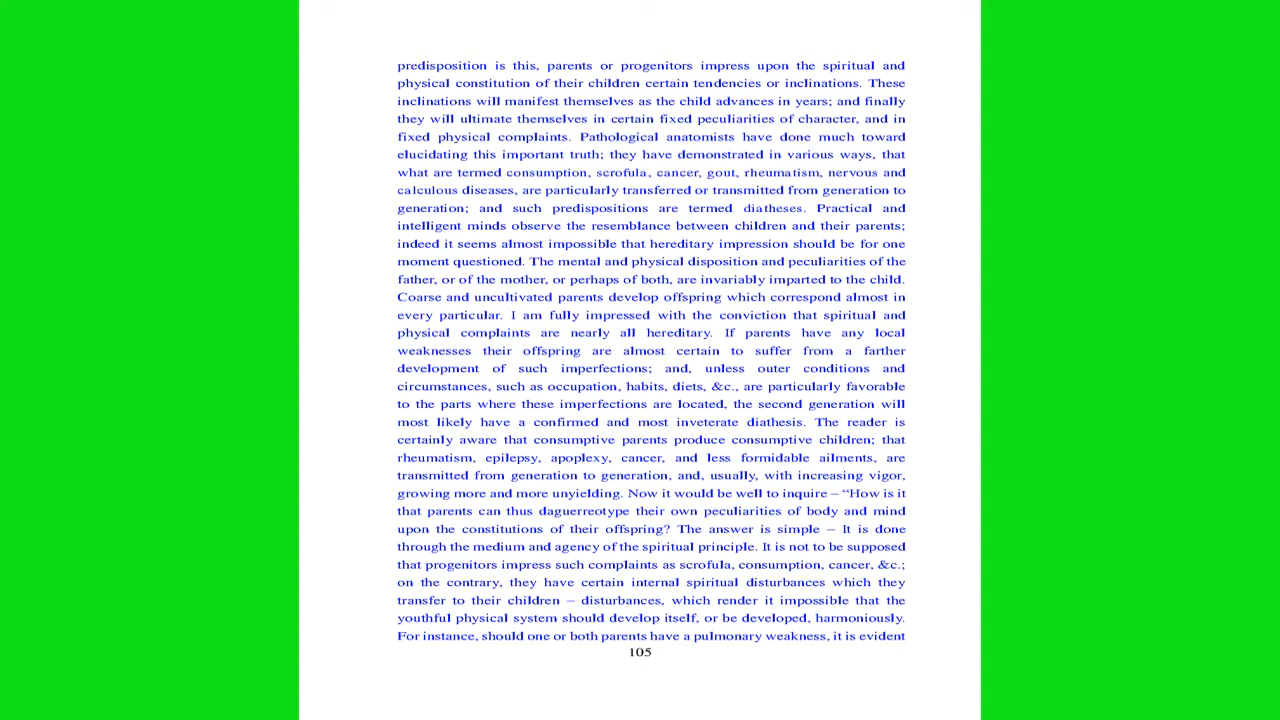 predisposition is this, parents or progenitors impress upon the spiritual and
physical constitution of their children certain tendencies or inclinations. These
inclinations will manifest themselves as the child advances in years; and finally
they will ultimate themselves in certain fixed peculiarities of character, and in
fixed physical complaints. Pathological anatomists have done much toward
elucidating this important truth; they have demonstrated in various ways, that
what are termed consumption, scrofula, cancer, gout, rheumatism, nervous and
calculous diseases, are particularly transferred or transmitted from generation to
generation; and such predispositions are termed diatheses. Practical and
intelligent minds observe the resemblance between children and their parents;
indeed it seems almost impossible that hereditary impression should be for one
moment questioned. The mental and physical disposition and peculiarities of the
father, or of the mother, or perhaps of both, are invariably imparted to the child.
Coarse and uncultivated parents develop offspring which correspond almost in
every particular. I am fully impressed with the conviction that spiritual and
physical complaints are nearly all hereditary. If parents have any local
weaknesses their offspring are almost certain to suffer from a farther
development of such imperfections; and, unless outer conditions and
circumstances, such as occupation, habits, diets, &c., are particularly favorable
to the parts where these imperfections are located, the second generation will
most likely have a confirmed and most inveterate diathesis. The reader is
certainly aware that consumptive parents produce consumptive children; that
rheumatism, epilepsy, apoplexy, cancer, and less formidable ailments, are
transmitted from generation to generation, and, usually, with increasing vigor,
growing more and more unyielding. Now it would be well to inquire – “How is it
that parents can thus daguerreotype their own peculiarities of body and mind
upon the constitutions of their offspring? The answer is simple – It is done
through the medium and agency of the spiritual principle. It is not to be supposed
that progenitors impress such complaints as scrofula, consumption, cancer, &c.;
on the contrary, they have certain internal spiritual disturbances which they
transfer to their children – disturbances, which render it impossible that the
youthful physical system should develop itself, or be developed, harmoniously.
For instance, should one or both parents have a pulmonary weakness, it is evident
105